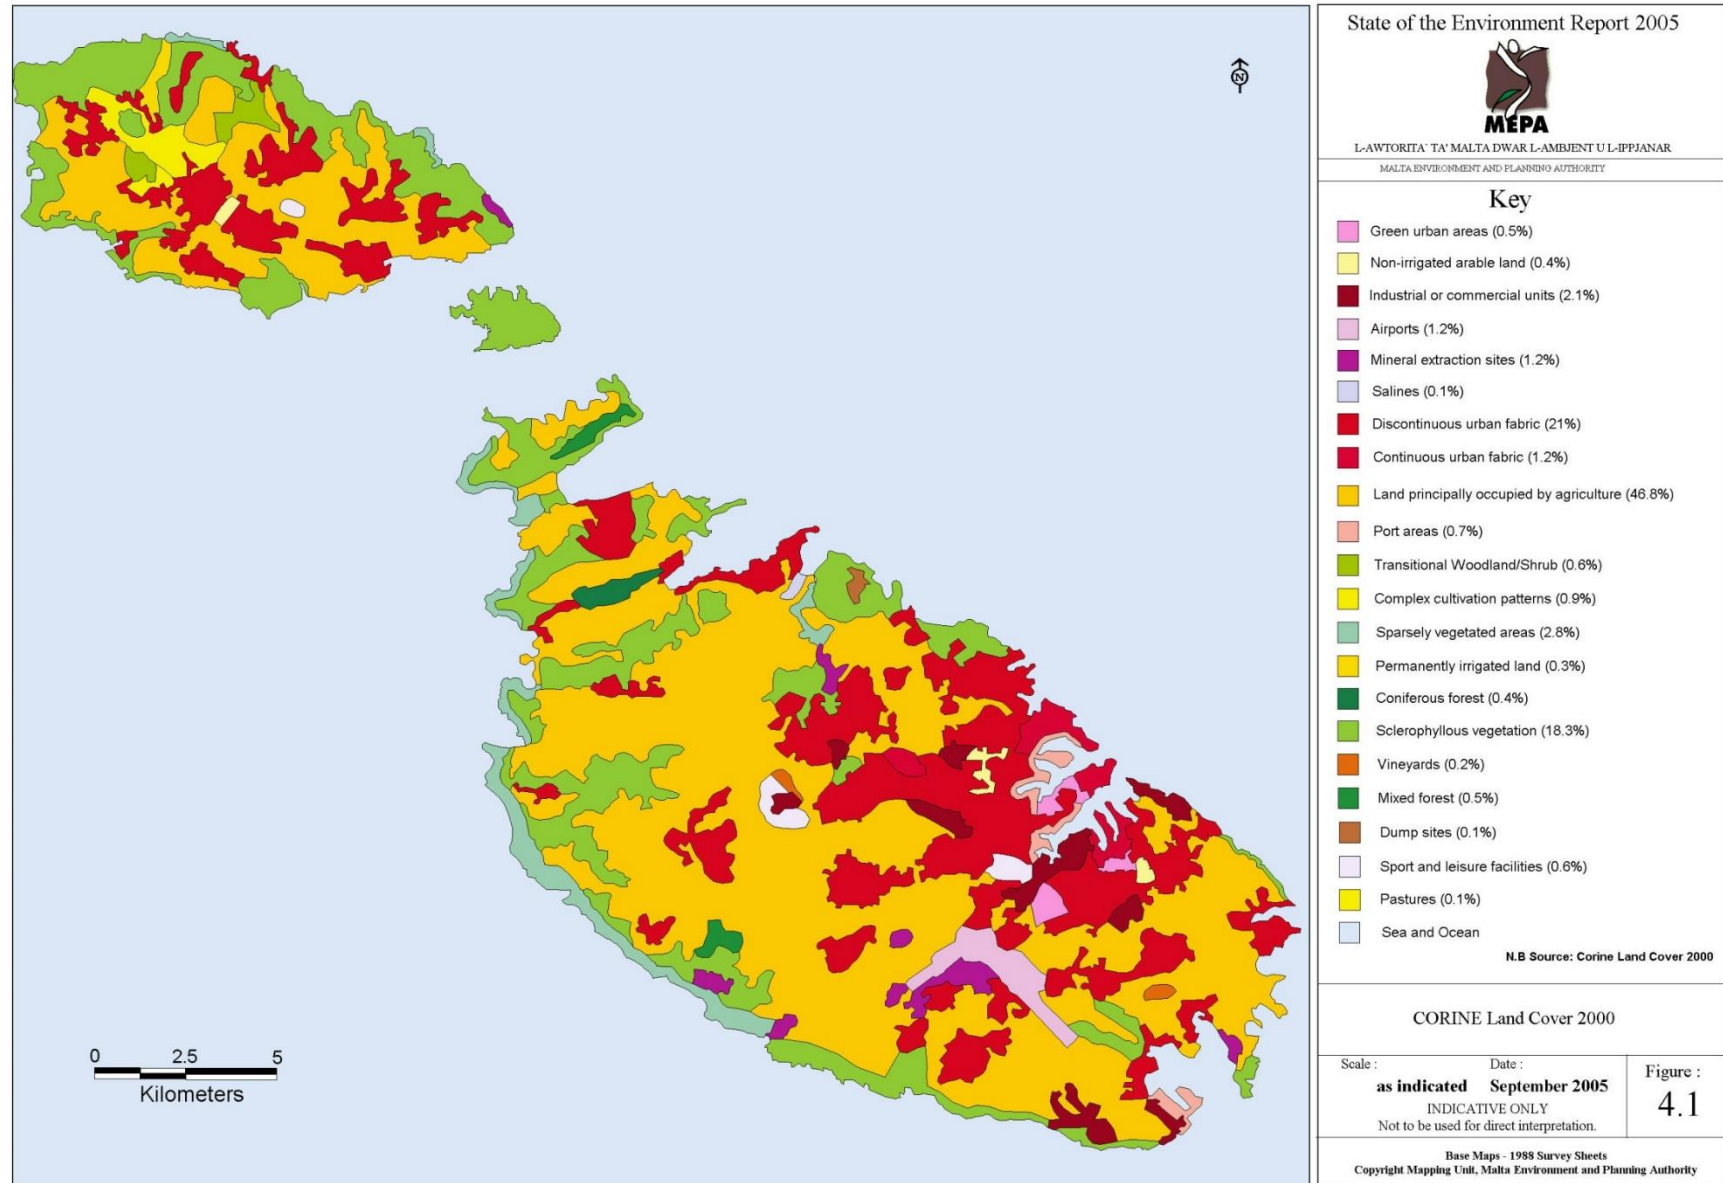 State of the Environment Report 2005
MEPA
L-AWTORITA` TA' MALTA DWAR L-AMBJENT U L-IPPJANAR
MALTA ENVIRONMENT AND PLANNING AUTHORITY
N
Key
Green urban areas (0.5%)
Non-irrigated arable land (0.4%)
Industrial or commercial units (2.1%)
Airports (1.2%)
Mineral extraction sites (1.2%)
Salines (0.1%)
Discontinuous urban fabric (21%)
Continuous urban fabric (1.2%)
Land principally occupied by agriculture (46.8%)
Port areas (0.7%)
Transitional Woodland/Shrub (0.6%)
Complex cultivation patterns (0.9%)
Sparsely vegetated areas (2.8%)
Permanently irrigated land (0.3%)
Coniferous forest (0.4%)
Sclerophyllous vegetation (18.3%)
Vineyards (0.2%)
Mixed forest (0.5%)
Dump sites (0.1%)
Sport and leisure facilities (0.6%)
Pastures (0.1%)
Sea and Ocean
N.B Source: Corine Land Cover 2000
CORINE Land Cover 2000
0 2.5 5
Kilometers
Scale : Date : Figure :
as indicated September 2005 4.1
INDICATIVE ONLY
Not to be used for direct interpretation.
Base Maps - 1988 Survey Sheets
Copyright Mapping Unit, Malta Environment and Planning Authority